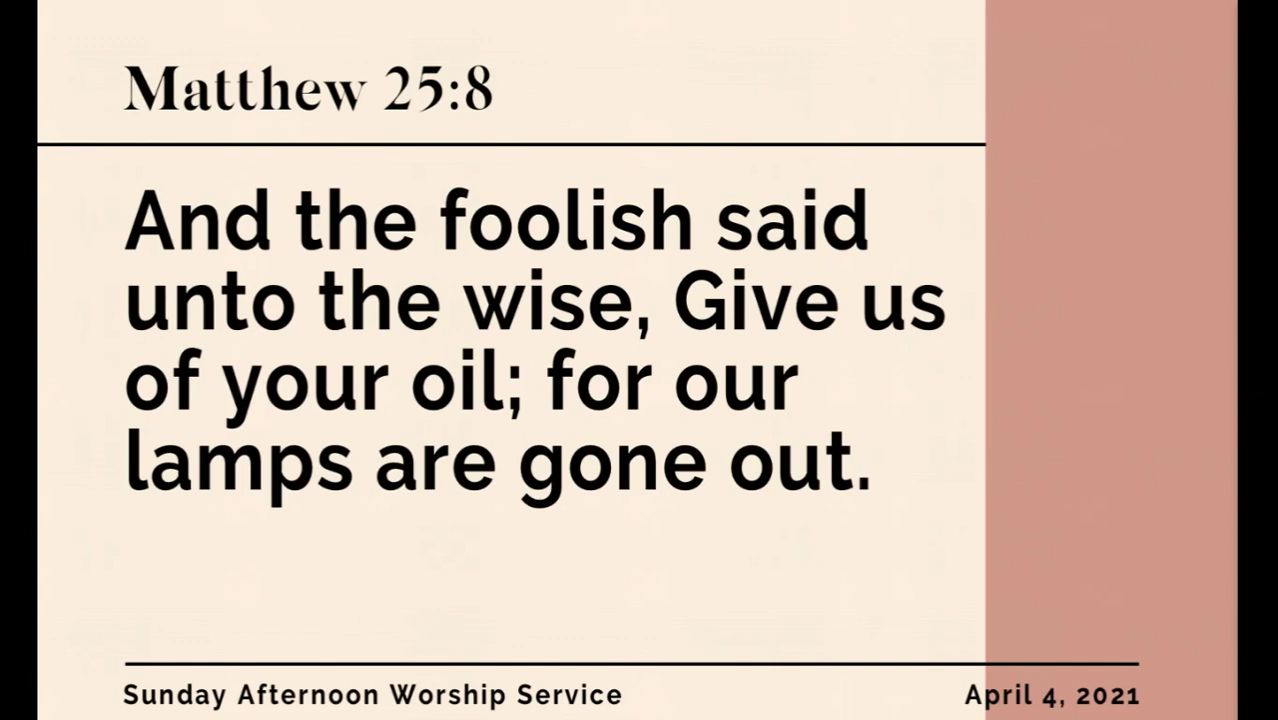 Matthew 25:8
And the foolish said
unto the wise, Give us
of your oil; for our
lamps are gone out.
Sunday Afternoon Worship Service
April 4, 2021